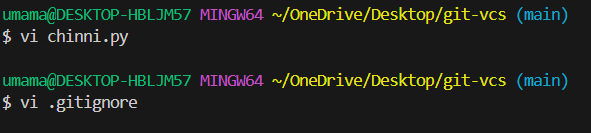 umama@DESKTOP-HBLJM57 MINGW64 ~/OneDrive/Desktop/git-vcs (main)
$ vi chinni.py
umama@DESKTOP-HBLJM57 MINGW64 ~/OneDrive/Desktop/git-vcs (main)
$ vi .gitignore